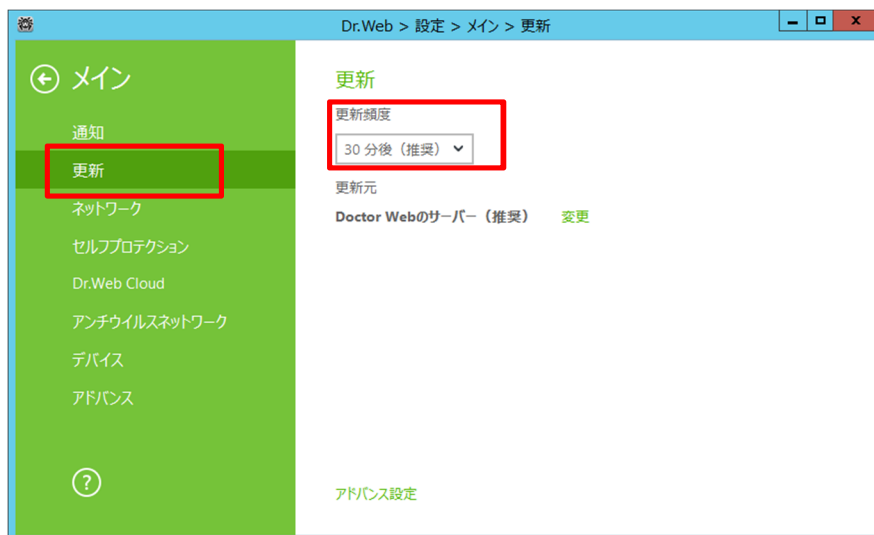 Dr.Web > 設定 > メイン > 更新
メイン
通知
更新
ネットワーク
セルフプロテクション
Dr.Web Cloud
アンチウイルスネットワーク
デバイス
アドバンス
?
更新
更新頻度
30 分後（推奨）
更新元
Doctor Webのサーバー（推奨） 変更
アドバンス設定